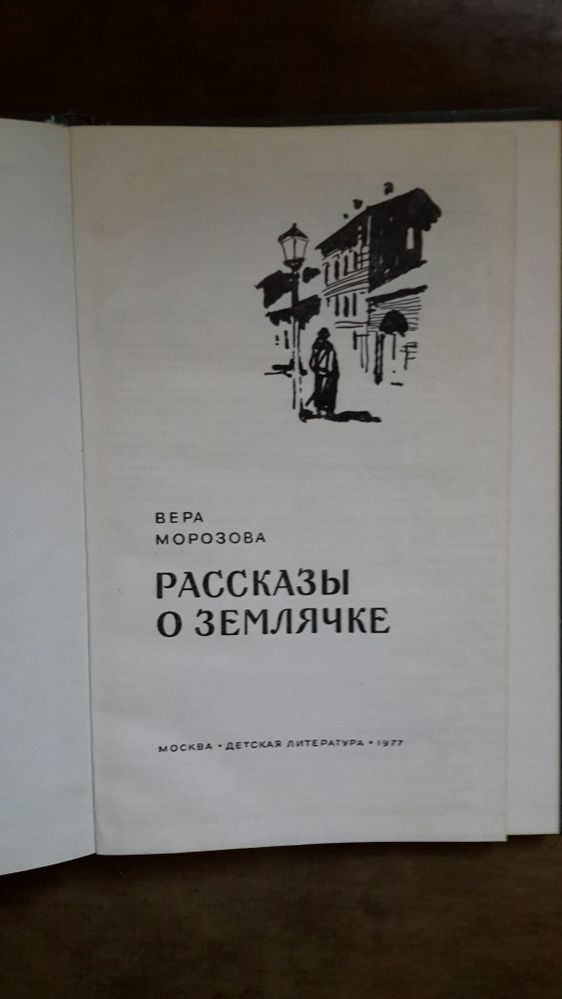 ВЕРА
МОРОЗОВА
РАССКАЗЫ
О ЗЕМЛЯЧКЕ
МОСКВА • ДЕТСКАЯ ЛИТЕРАТУРА • 1977